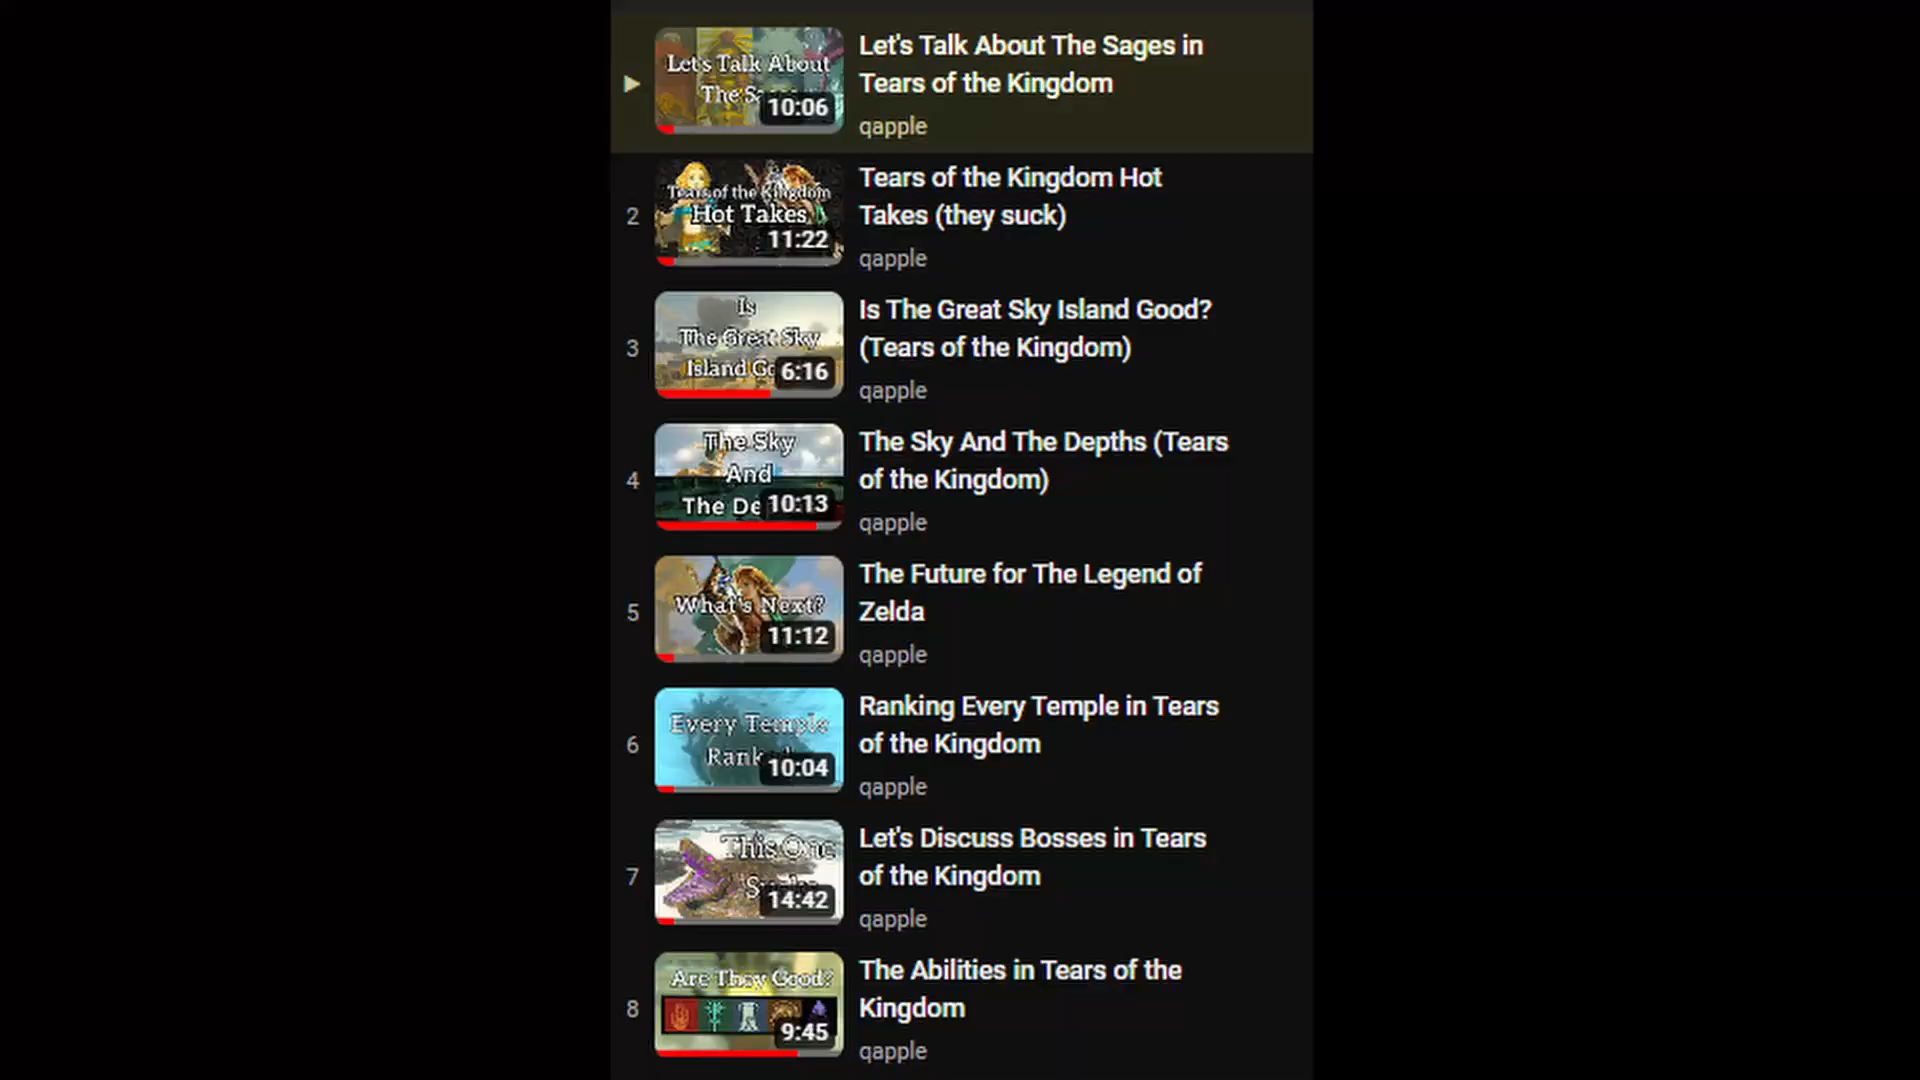 Let's Talk About
The S
10:06
Let's Talk About The Sages in
Tears of the Kingdom
qapple
2
Tears of the Kingdom
Hot Takes
11:22
Tears of the Kingdom Hot
Takes (they suck)
qapple
3
Is
The Great Sky
Island Go
6:16
Is The Great Sky Island Good?
(Tears of the Kingdom)
qapple
4
The Sky
And
The De
10:13
The Sky And The Depths (Tears
of the Kingdom)
qapple
5
What's Next?
11:12
The Future for The Legend of
Zelda
qapple
6
Every Temple
Ranked
10:04
Ranking Every Temple in Tears
of the Kingdom
qapple
7
This One
14:42
Let's Discuss Bosses in Tears
of the Kingdom
qapple
8
Are They Good?
9:45
The Abilities in Tears of the
Kingdom
qapple